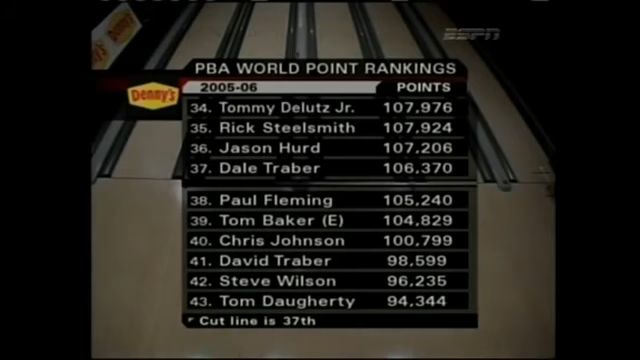 ESPN
Denny's
PBA WORLD POINT RANKINGS
Denny's
2005-06 POINTS
34. Tommy Delutz Jr. 107,976
35. Rick Steelsmith 107,924
36. Jason Hurd 107,206
37. Dale Traber 106,370
38. Paul Fleming 105,240
39. Tom Baker (E) 104,829
40. Chris Johnson 100,799
41. David Traber 98,599
42. Steve Wilson 96,235
43. Tom Daugherty 94,344
* Cut line is 37th